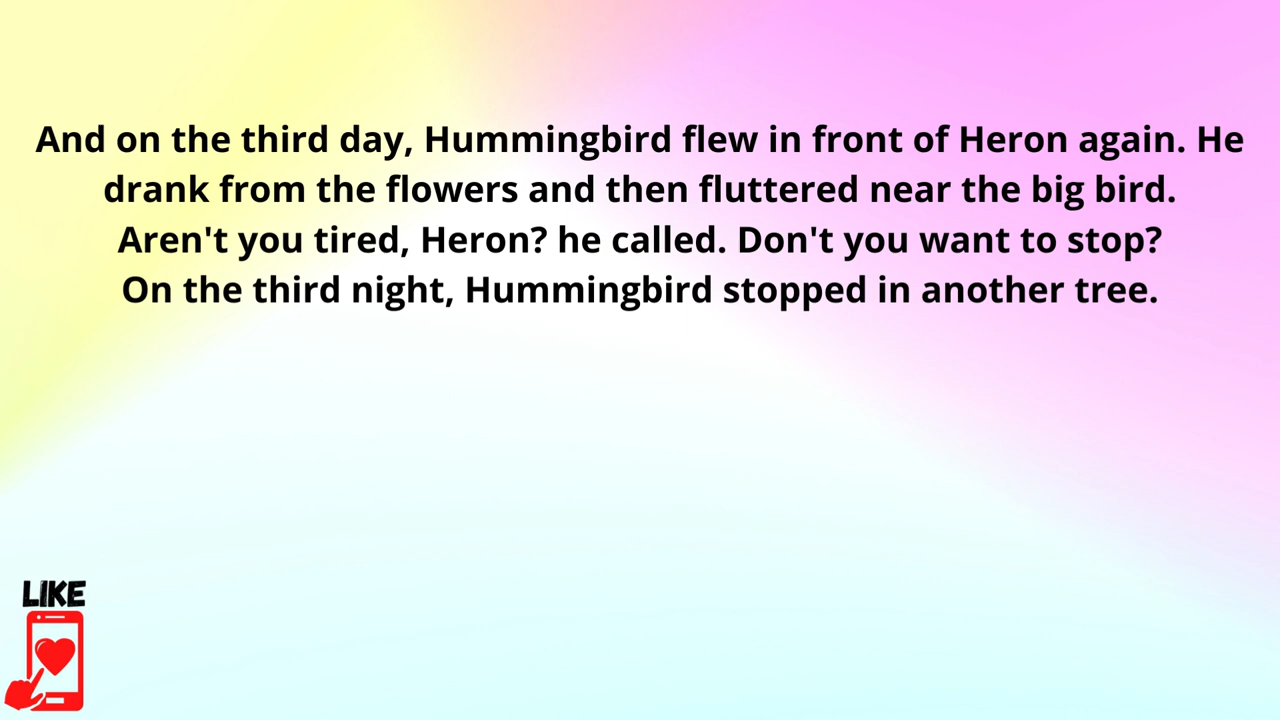 And on the third day, Hummingbird flew in front of Heron again. He
drank from the flowers and then fluttered near the big bird.
Aren't you tired, Heron? he called. Don't you want to stop?
On the third night, Hummingbird stopped in another tree.
LIKE